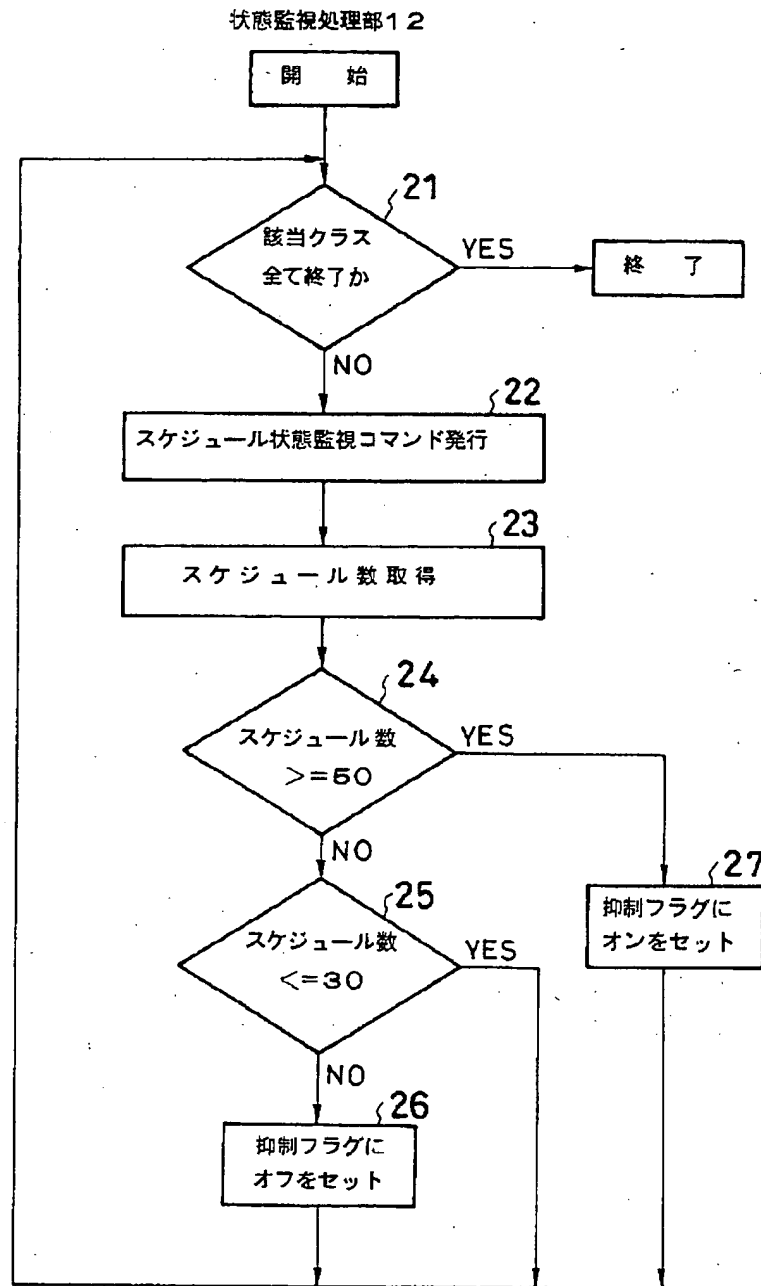 状態監視処理部12
開 始
21
該当クラス
全て終了か
YES
終 了
NO
22
スケジュール状態監視コマンド発行
23
スケジュール数取得
24
スケジュール数
>=50
YES
NO
27
抑制フラグに
オンをセット
25
スケジュール数
<=30
YES
NO
26
抑制フラグに
オフをセット